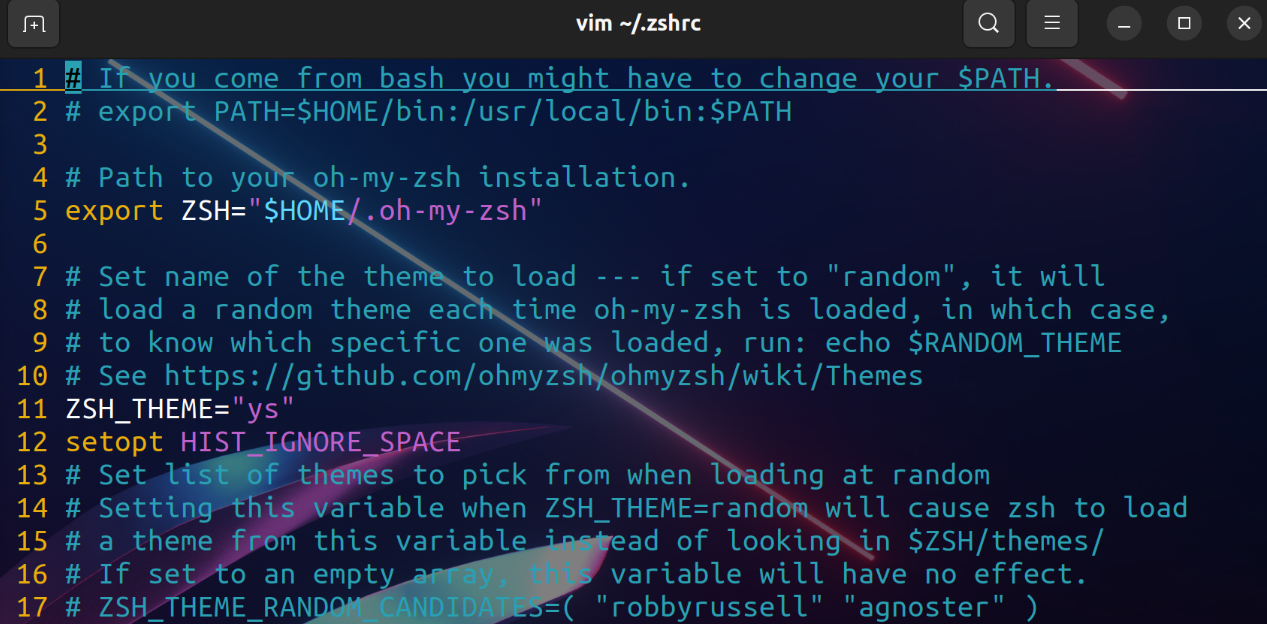 vim ~/.zshrc
1 # If you come from bash you might have to change your $PATH.
2 # export PATH=$HOME/bin:/usr/local/bin:$PATH
3
4 # Path to your oh-my-zsh installation.
5 export ZSH="$HOME/.oh-my-zsh"
6
7 # Set name of the theme to load --- if set to "random", it will
8 # load a random theme each time oh-my-zsh is loaded, in which case,
9 # to know which specific one was loaded, run: echo $RANDOM_THEME
10 # See https://github.com/ohmyzsh/ohmyzsh/wiki/Themes
11 ZSH_THEME="ys"
12 setopt HIST_IGNORE_SPACE
13 # Set list of themes to pick from when loading at random
14 # Setting this variable when ZSH_THEME=random will cause zsh to load
15 # a theme from this variable instead of looking in $ZSH/themes/
16 # If set to an empty array, this variable will have no effect.
17 # ZSH_THEME_RANDOM_CANDIDATES=( "robbyrussell" "agnoster" )